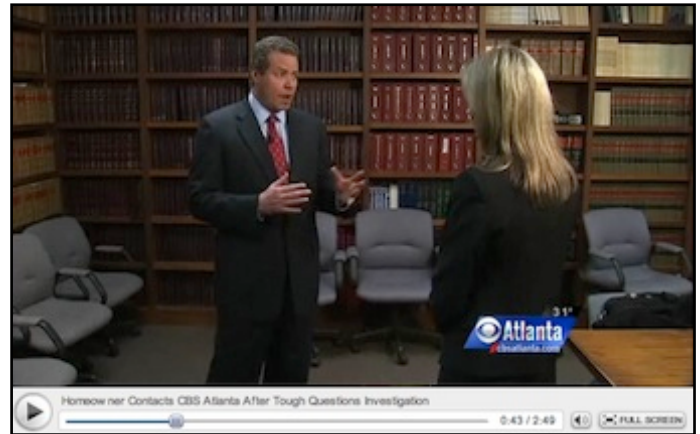 31°
Atlanta
cbsatlanta.com
Homeowner Contacts CBS Atlanta After Tough Questions Investigation
0:43 / 2:49
FULL SCREEN